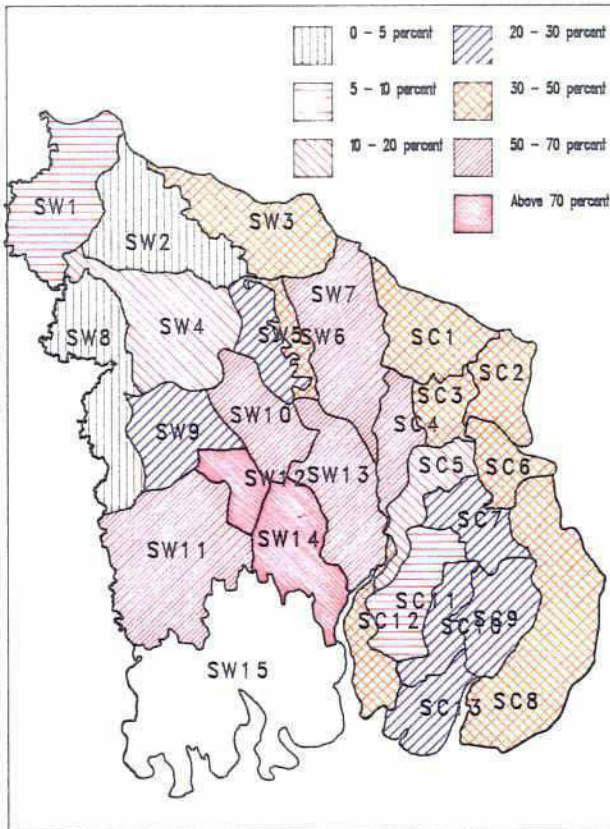 0 - 5 percent
20 - 30 percent
5 - 10 percent
30 - 50 percent
10 - 20 percent
50 - 70 percent
Above 70 percent
SW1
SW2
SW3
SW7
SW8
SW4
SW5
SW6
SC1
SC2
SC3
SC4
SW9
SW10
SW12
SW13
SC5
SC6
SC7
SW11
SW14
SC11
SC12
SC10
SC9
SW15
SC13
SC8